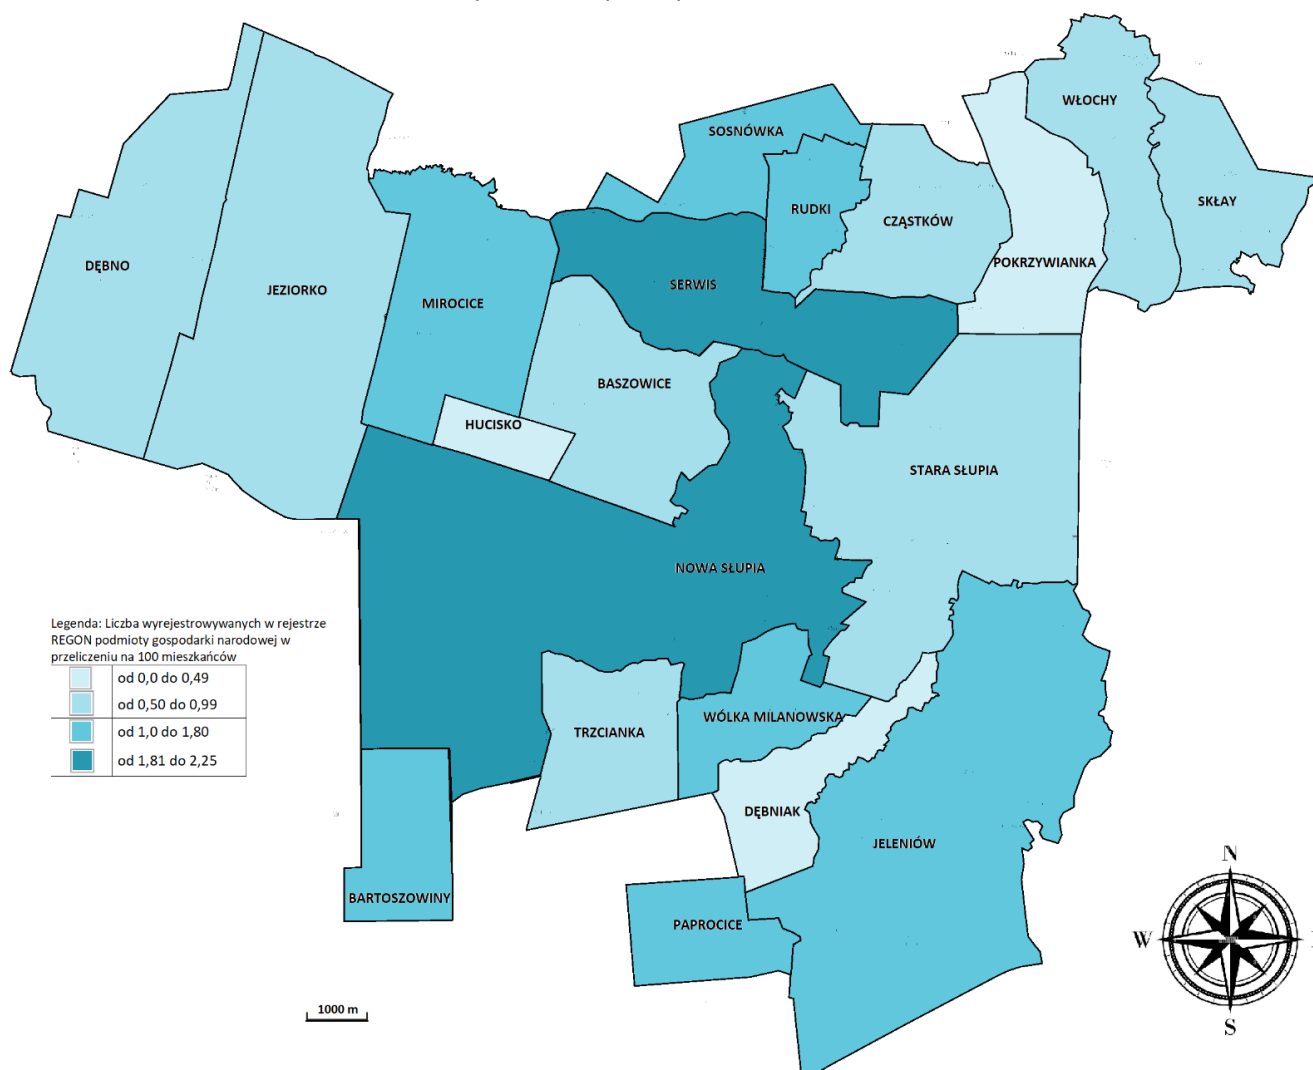 WŁOCHY
SOSNÓWKA
SKŁAY
RUDKI
CZĄSTKÓW
DĘBNO
POKRZYWIANKA
JEZIORKO
SERWIS
MIROCICE
BASZOWICE
HUCISKO
STARA SŁUPIA
NOWA SŁUPIA
Legenda: Liczba wyrejestrowywanych w rejestrze
REGON podmioty gospodarki narodowej w
przeliczeniu na 100 mieszkańców
od 0,0 do 0,49
od 0,50 do 0,99
od 1,0 do 1,80
od 1,81 do 2,25
WÓLKA MILANOWSKA
TRZCIANKA
DĘBNIAK
JELENIÓW
BARTOSZOWINY
PAPROCICE
N
W
S
1000 m